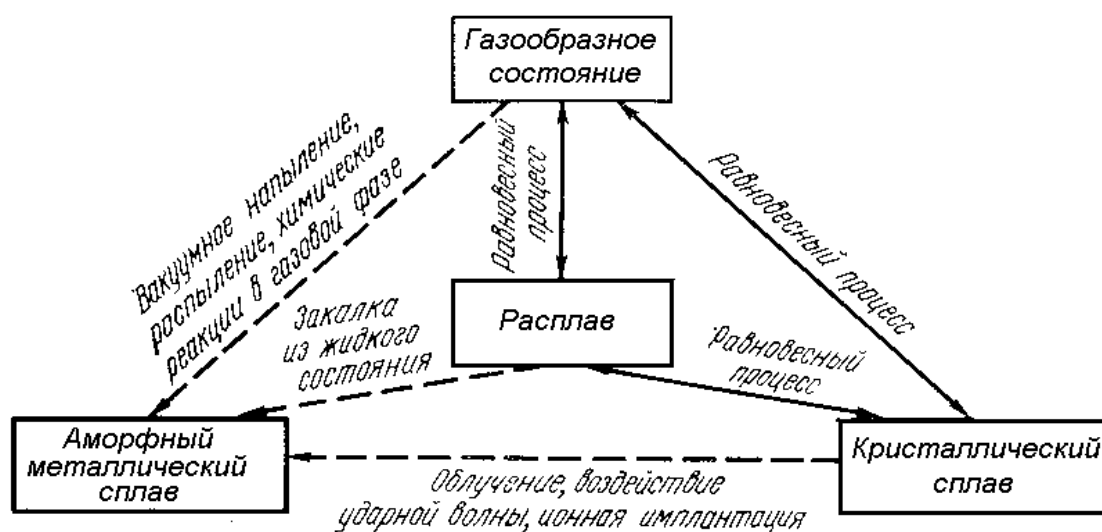 Газообразное
состояние
Вакуумное напыление,
распыление, химические
реакции в газовой фазе
Равновесный
процесс
Равновесный процесс
Закалка
из жидкого
состояния
Расплав
Равновесный
процесс
Аморфный
металлический
сплав
Кристаллический
сплав
Облучение, воздействие
ударной волны, ионная имплантация